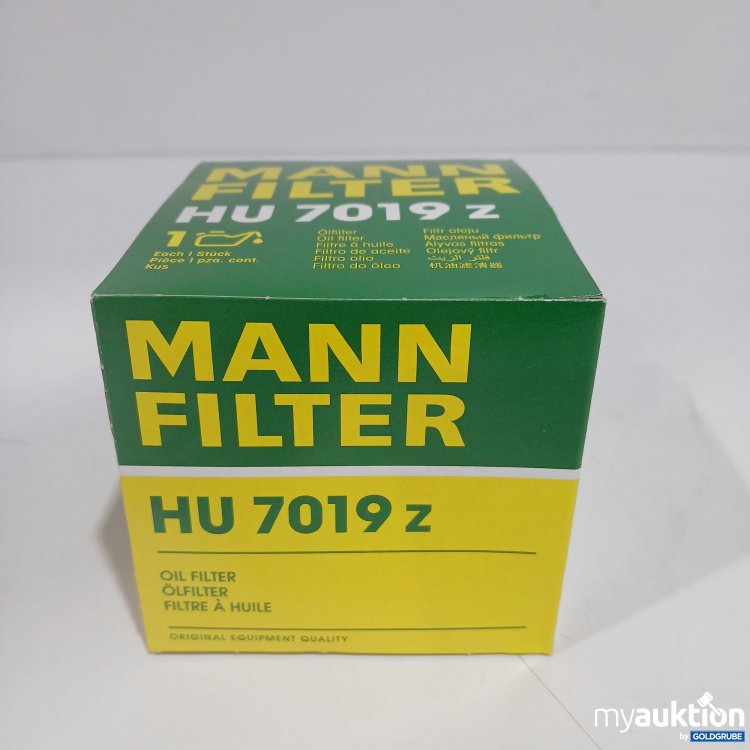 MANN
FILTER
HU 7019 z
1
Each 1 Stück
Pièce 1 pza. cont.
Kus
Ölfilter
Oil filter
Filtre à huile
Filtro de aceite
Filtro olio
Filtro do óleo
Filtr oleju
Масляный фильтр
Alyvos filtras
Olejový filtr
فلتر الزيت
机油滤清器
MANN
FILTER
HU 7019 z
OIL FILTER
ÖLFILTER
FILTRE À HUILE
ORIGINAL EQUIPMENT QUALITY
myauktion
by GOLDGRUBE